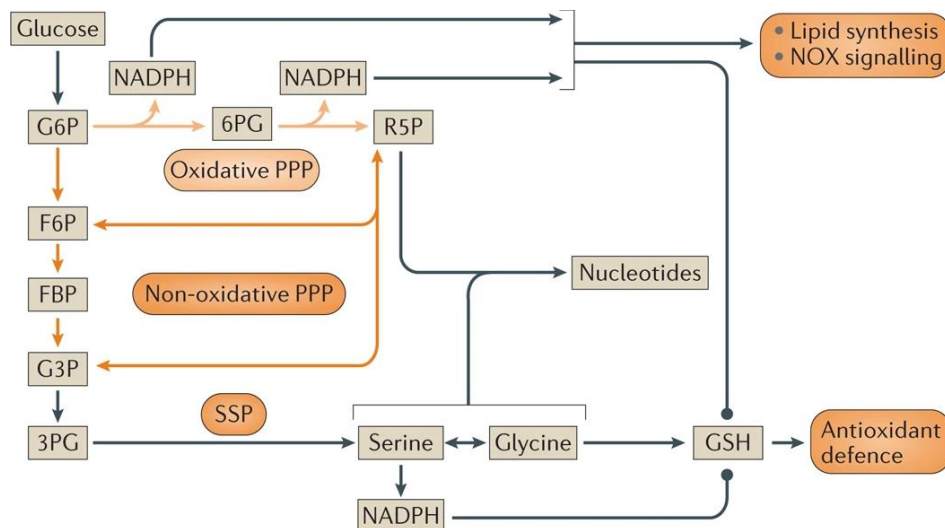 Glucose
• Lipid synthesis
• NOX signalling
NADPH
NADPH
G6P
6PG
R5P
Oxidative PPP
F6P
Nucleotides
FBP
Non-oxidative PPP
G3P
SSP
3PG
Serine
Glycine
GSH
Antioxidant
defence
NADPH